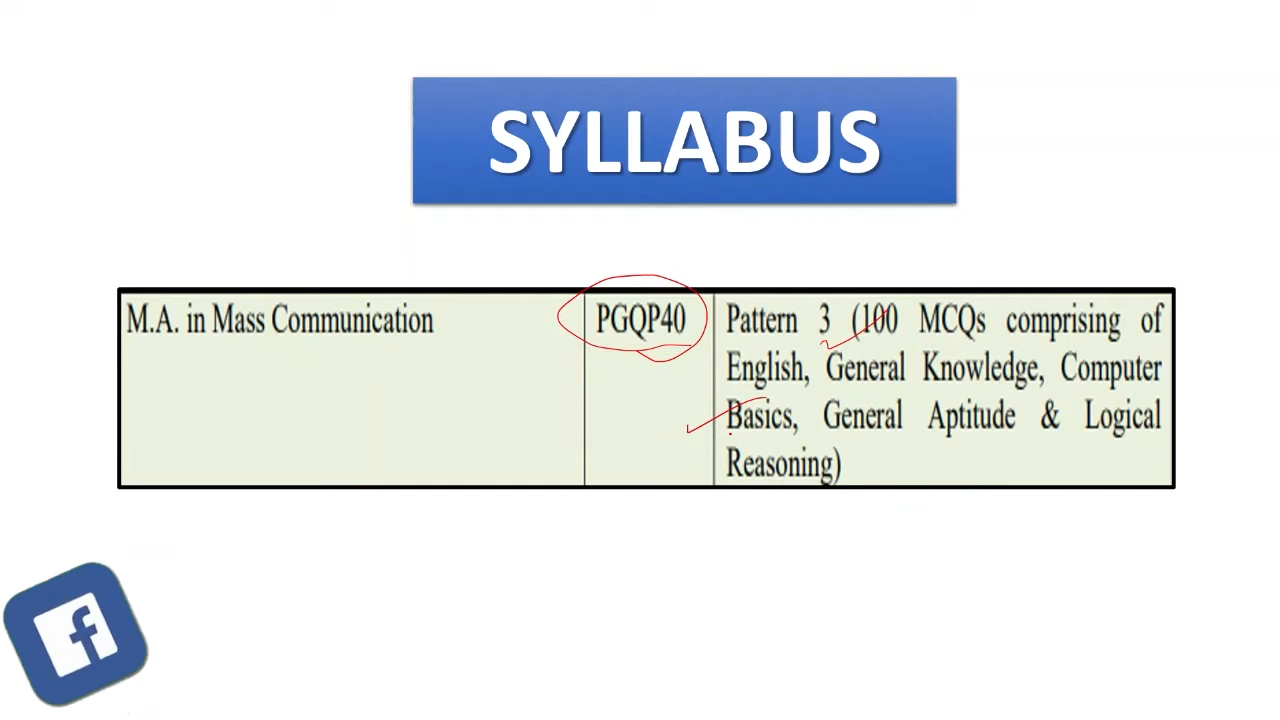 SYLLABUS
M.A. in Mass Communication PGQP40 Pattern 3 (100 MCQs comprising of
English, General Knowledge, Computer
Basics, General Aptitude & Logical
Reasoning)
f